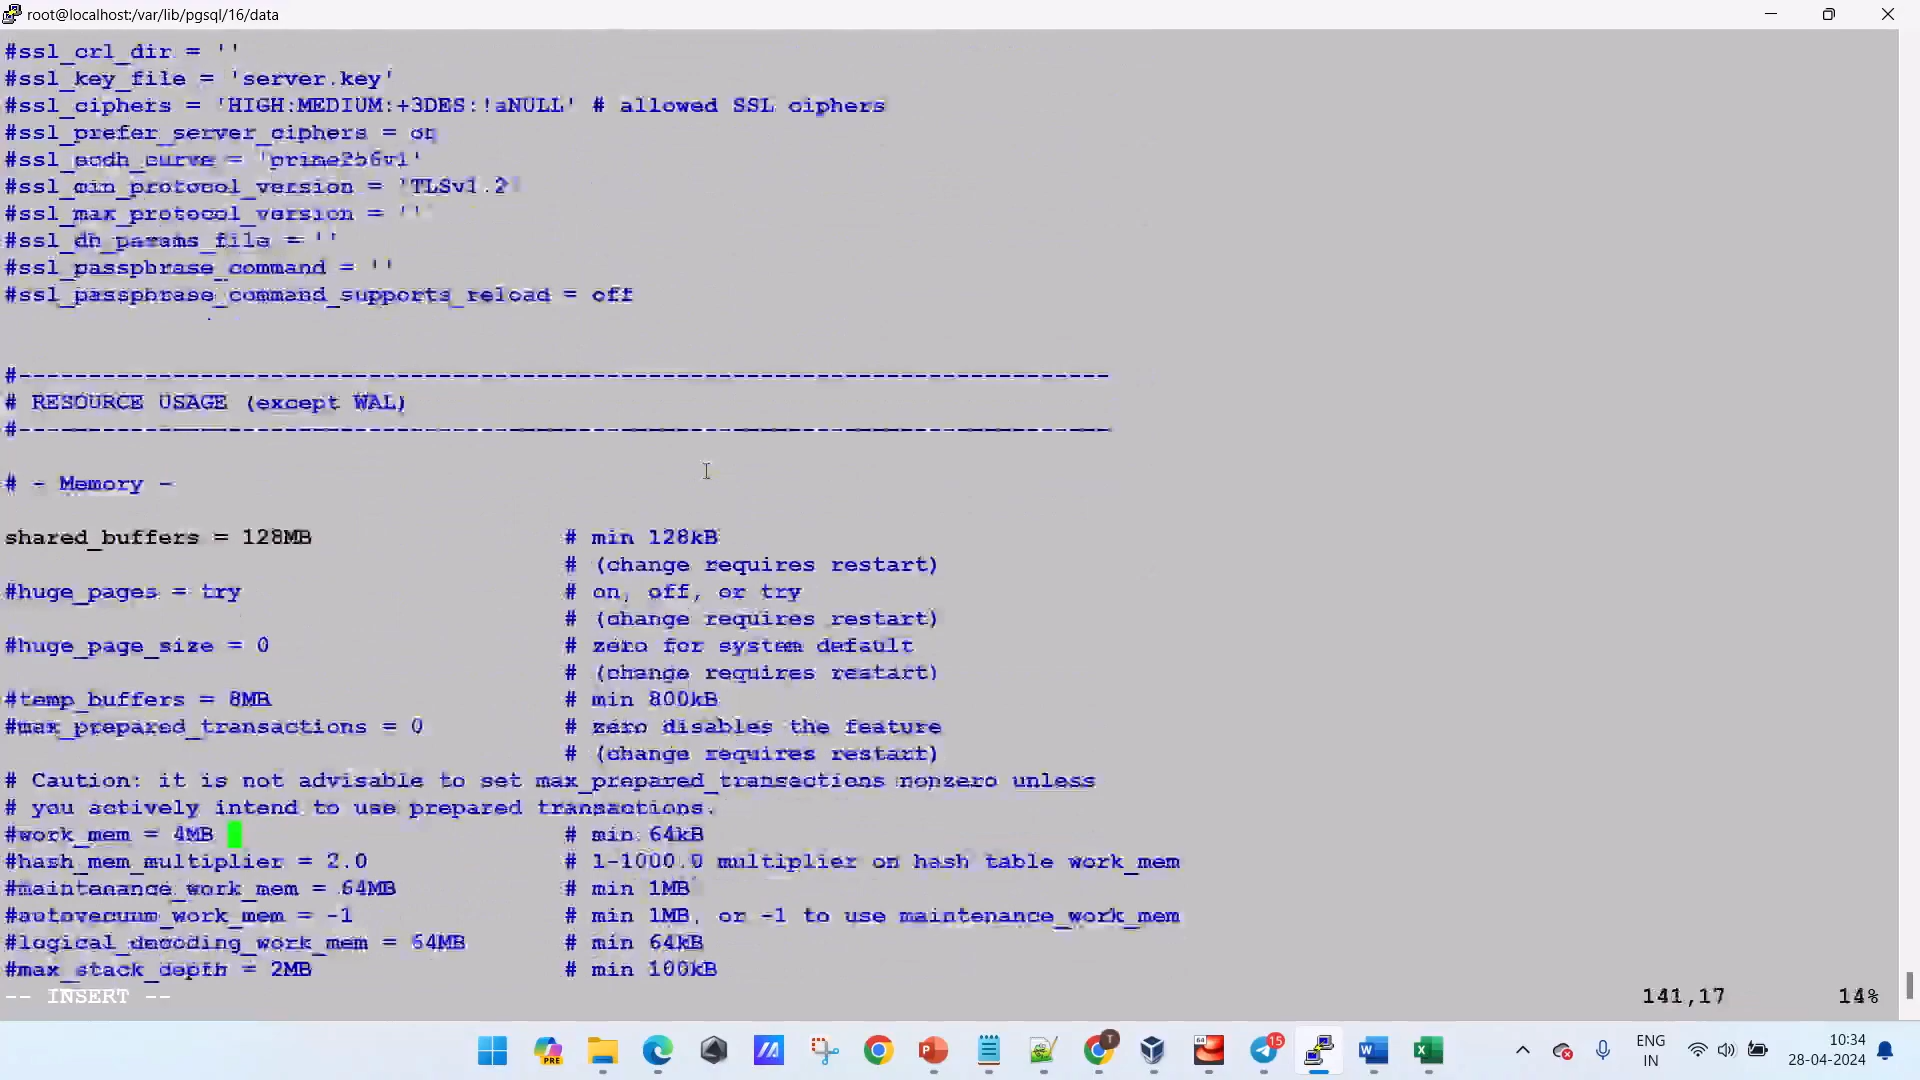 root@localhost:/var/lib/pgsql/16/data
#ssl_crl_dir = ''
#ssl_key_file = 'server.key'
#ssl_ciphers = 'HIGH:MEDIUM:+3DES:!aNULL' # allowed SSL ciphers
#ssl_prefer_server_ciphers = on
#ssl_ecdh_curve = 'prime256v1'
#ssl_min_protocol_version = 'TLSv1.2'
#ssl_max_protocol_version = ''
#ssl_dh_params_file = ''
#ssl_passphrase_command = ''
#ssl_passphrase_command_supports_reload = off
#------------------------------------------------------------------------------
# RESOURCE USAGE (except WAL)
#------------------------------------------------------------------------------
# - Memory -
shared_buffers = 128MB # min 128kB
# (change requires restart)
#huge_pages = try # on, off, or try
# (change requires restart)
#huge_page_size = 0 # zero for system default
# (change requires restart)
#temp_buffers = 8MB # min 800kB
#max_prepared_transactions = 0 # zero disables the feature
# (change requires restart)
# Caution: it is not advisable to set max_prepared_transactions nonzero unless
# you actively intend to use prepared transactions.
#work_mem = 4MB # min 64kB
#hash_mem_multiplier = 2.0 # 1-1000.0 multiplier on hash table work_mem
#maintenance_work_mem = 64MB # min 1MB
#autovacuum_work_mem = -1 # min 1MB, or -1 to use maintenance_work_mem
#logical_decoding_work_mem = 64MB # min 64kB
#max_stack_depth = 2MB # min 100kB
-- INSERT -- 141,17 14%
PRE
T
64
15
ENG
IN
10:34
28-04-2024